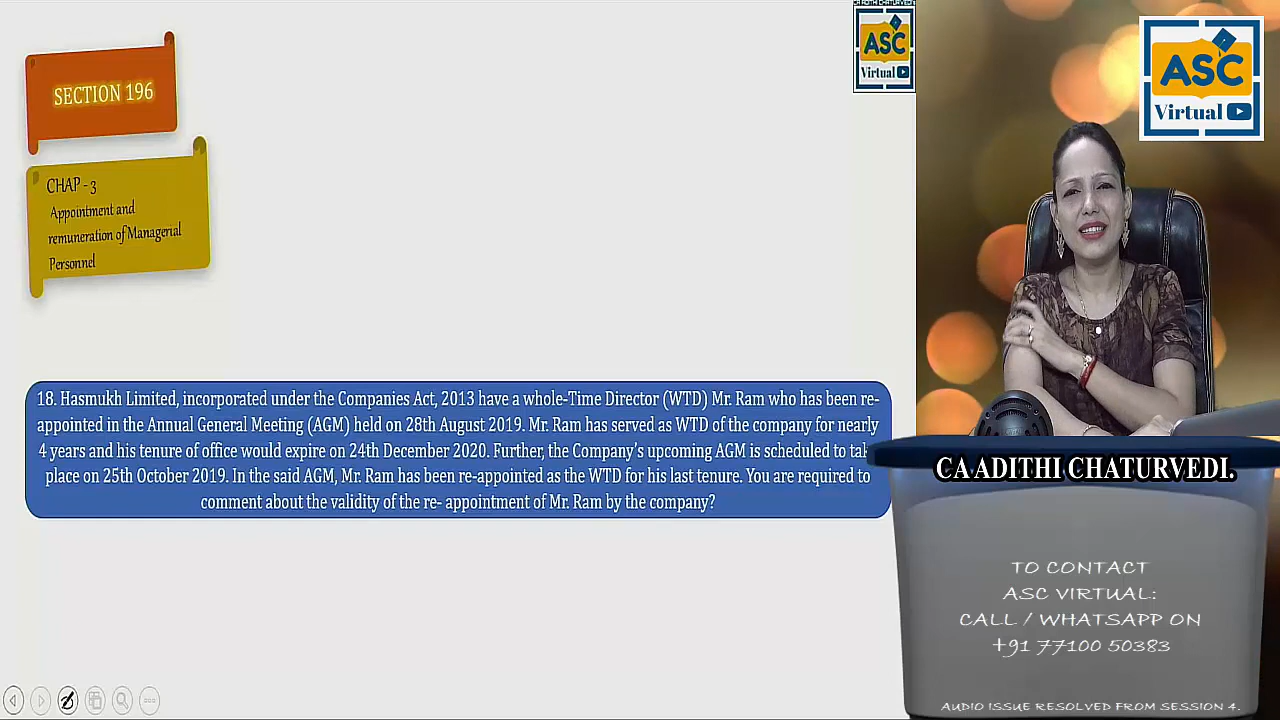 SECTION 196
CHAP - 3
Appointment and
remuneration of Managerial
Personnel
CA ADITHI CHATURVEDI
ASC
Virtual
ASC
Virtual
18. Hasmukh Limited, incorporated under the Companies Act, 2013 have a whole-Time Director (WTD) Mr. Ram who has been re-
appointed in the Annual General Meeting (AGM) held on 28th August 2019. Mr. Ram has served as WTD of the company for nearly
4 years and his tenure of office would expire on 24th December 2020. Further, the Company's upcoming AGM is scheduled to
place on 25th October 2019. In the said AGM, Mr. Ram has been re-appointed as the WTD for his last tenure. You are required to
comment about the validity of the re- appointment of Mr. Ram by the company?
CA ADITHI CHATURVEDI.
TO CONTACT
ASC VIRTUAL:
CALL / WHATSAPP ON
+91 77100 50383
AUDIO ISSUE RESOLVED FROM SESSION 4.